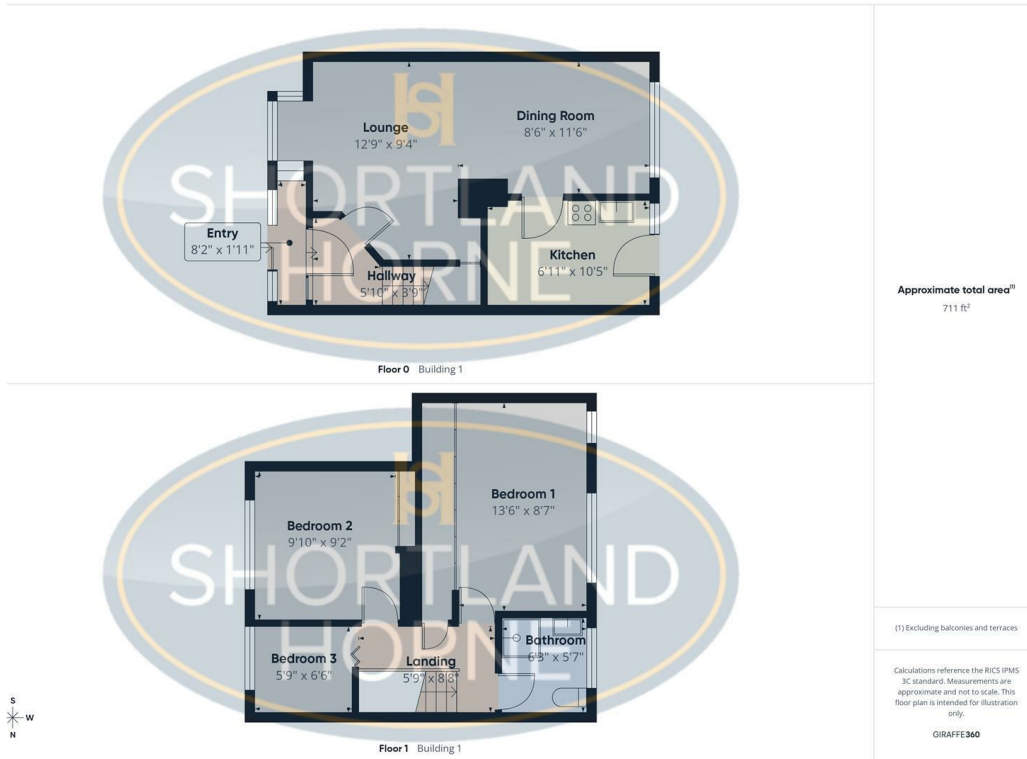 Lounge
12'9" x 9'4"
Dining Room
8'6" x 11'6"
SHORTLAND
HORNE
Entry
8'2" x 1'11"
Kitchen
6'11" x 10'5"
Hallway
5'10" x 3'9"
Floor 0 Building 1
Approximate total area(1)
711 ft²
Bedroom 1
13'6" x 8'7"
Bedroom 2
9'10" x 9'2"
SHORTLAND
HORNE
Bedroom 3
5'9" x 6'6"
Landing
5'9" x 8'8"
Bathroom
6'3" x 5'7"
Floor 1 Building 1
S
W
N
(1) Excluding balconies and terraces
Calculations reference the RICS IPMS
3C standard. Measurements are
approximate and not to scale. This
floor plan is intended for illustration
only.
GIRAFFE360